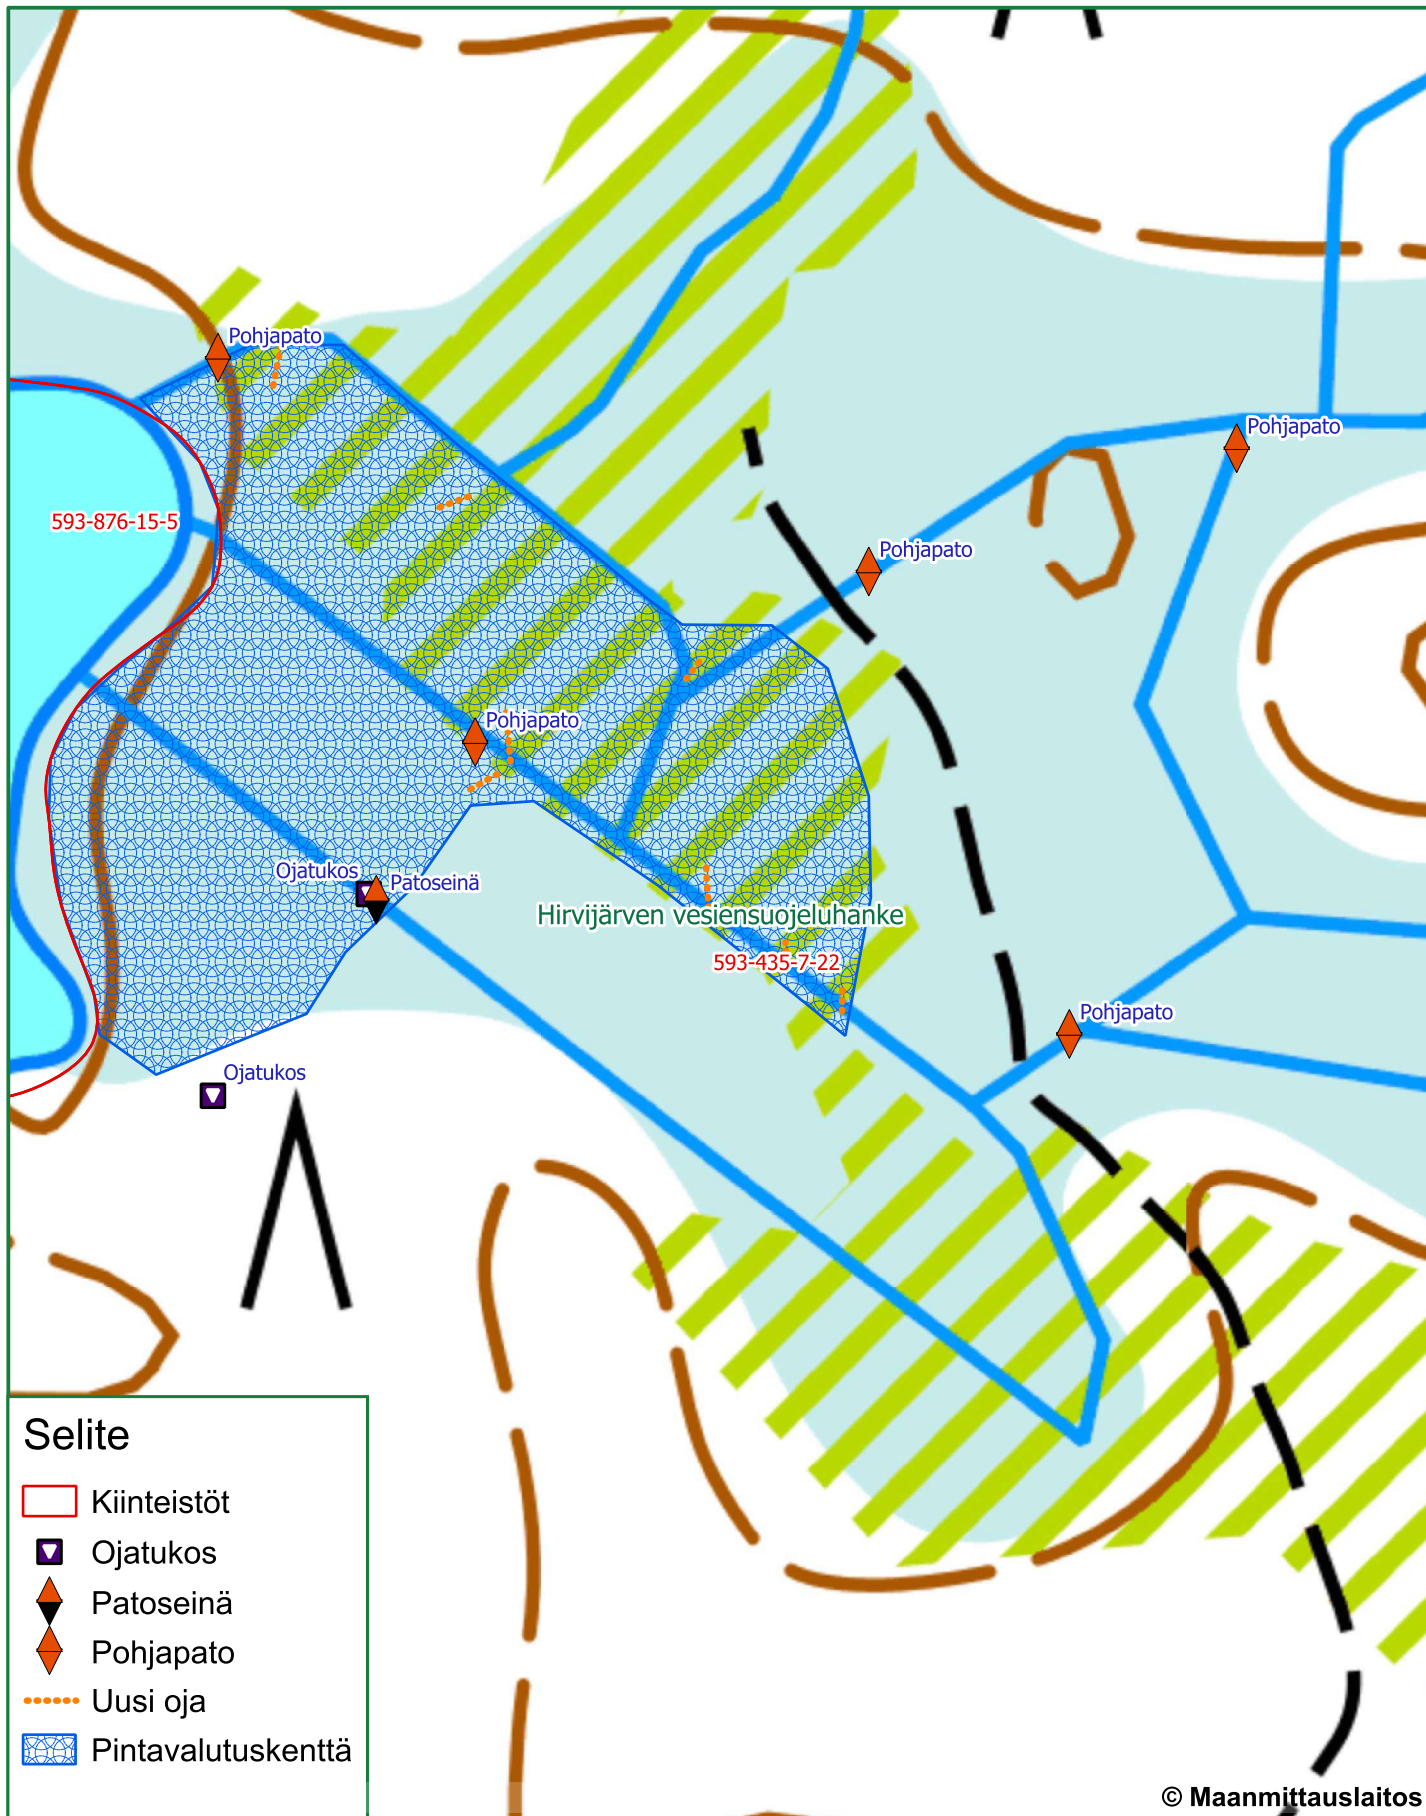 Pohjapato
Pohjapato
593-876-15-5
Pohjapato
Pohjapato
Ojatukos
Patoseinä
Hirvijärven vesiensuojeluhanke
593-435-7-22
Pohjapato
Ojatukos
Selite
Kiinteistöt
Ojatukos
Patoseinä
Pohjapato
Uusi oja
Pintavalutuskenttä
© Maanmittauslaitos